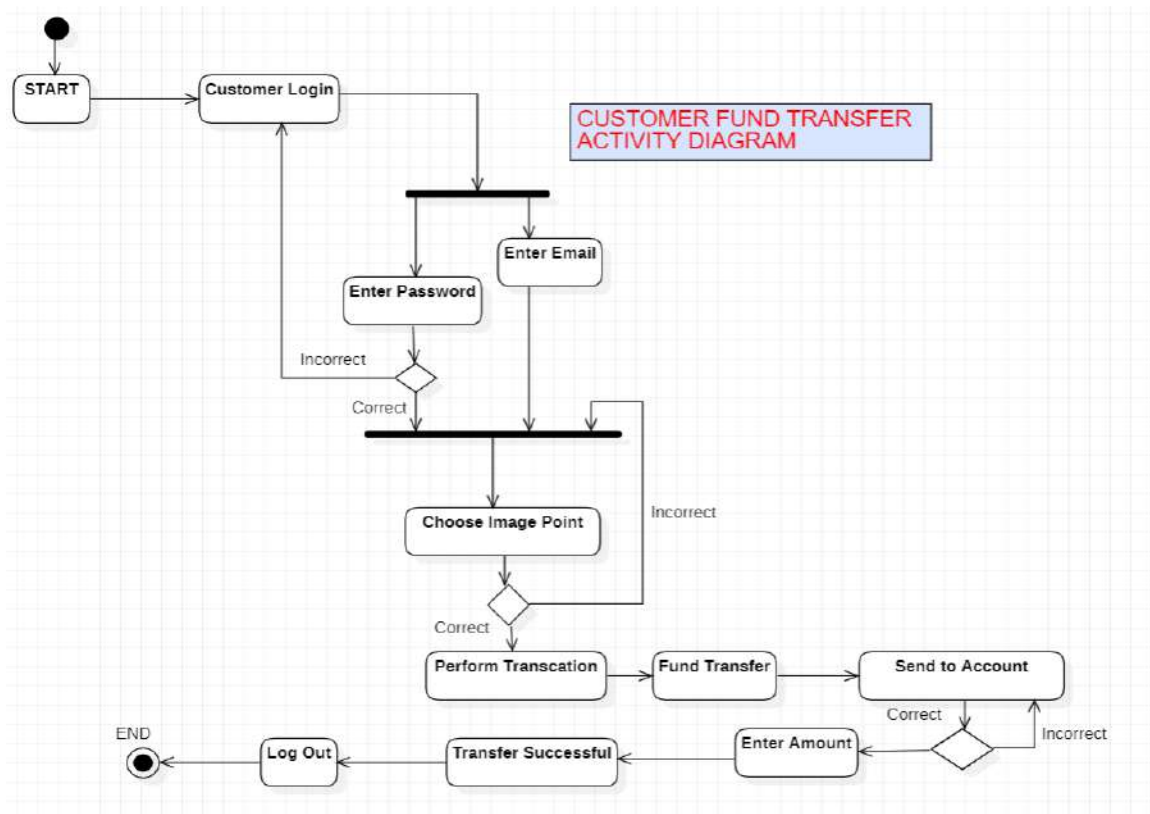 START
Customer Login
CUSTOMER FUND TRANSFER
ACTIVITY DIAGRAM
Enter Email
Enter Password
Incorrect
Correct
Choose Image Point
Incorrect
Correct
Perform Transcation
Fund Transfer
Send to Account
Correct
Incorrect
Enter Amount
Transfer Successful
Log Out
END